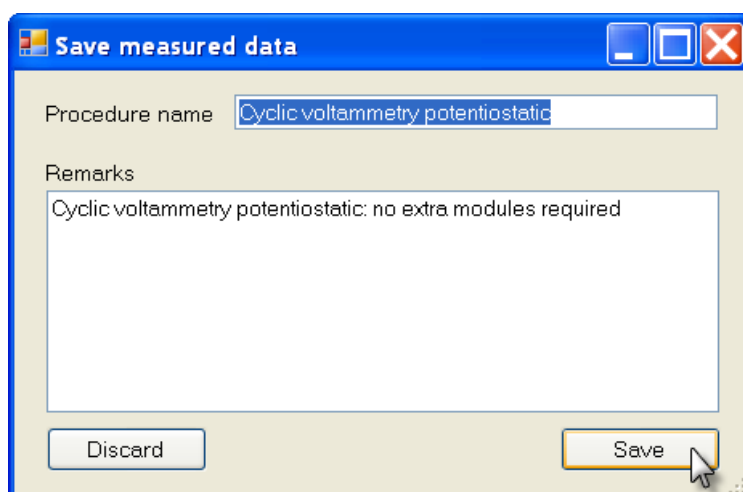 Save measured data
Procedure name Cyclic voltammetry potentiostatic
Remarks
Cyclic voltammetry potentiostatic: no extra modules required
Discard Save